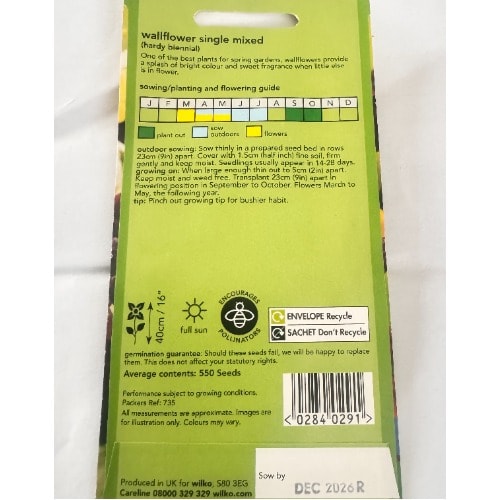 wallflower single mixed
(hardy biennial)
One of the best plants for spring gardens, wallflowers provide
a splash of bright colour and sweet fragrance when little else
is in flower.
sowing/planting and flowering guide
J F M A M J J A S O N D
plant out sow outdoors flowers
outdoor sowing: Sow thinly in a prepared seed bed in rows
23cm (9in) apart. Cover with 1.5cm (half inch) fine soil, firm
gently and keep moist. Seedlings usually appear in 14-28 days.
growing on: When large enough thin out to 5cm (2in) apart.
Keep moist and weed free. Transplant 23cm (9in) apart in
flowering position in September to October. Flowers March to
May, the following year.
tip: Pinch out growing tip for bushier habit.
40cm / 16"
full sun
ENCOURAGES
POLLINATORS
ENVELOPE Recycle
SACHET Don't Recycle
germination guarantee: Should these seeds fail, we will be happy to replace
them. This does not affect your statutory rights.
Average contents: 550 Seeds
Performance subject to growing conditions.
Packers Ref: 735
All measurements are approximate. Images are
for illustration only. Colours may vary.
<0284 0291>
Produced in UK for wilko, S80 3EG
Careline 08000 329 329 wilko.com
Sow by
DEC 2026 R